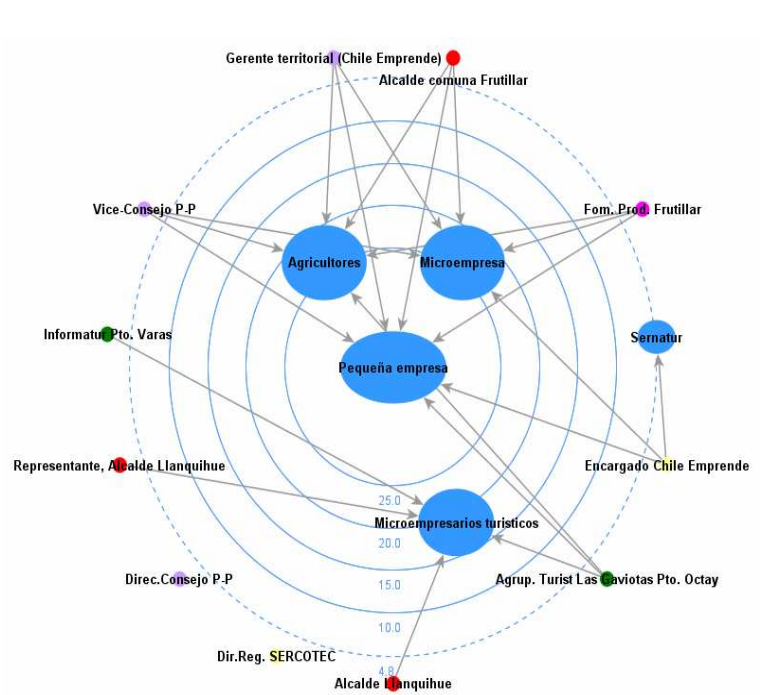 Gerente territorial (Chile Emprende)
Alcalde comuna Frutillar
Vice-Consejo P-P
Fom. Prod. Frutillar
Agricultores
Microempresa
Informatur Pto. Varas
Sernatur
Pequeña empresa
Representante, Alcalde Llanquihue
Encargado Chile Emprende
25.0
Microempresarios turisticos
20.0
Direc.Consejo P-P
Agrup. Turist Las Gaviotas Pto. Octay
15.0
10.0
Dir.Reg. SERCOTEC
4.8
Alcalde Llanquihue